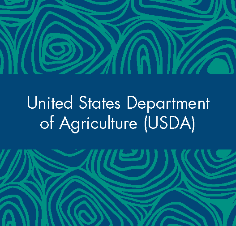 United States Department
of Agriculture (USDA)